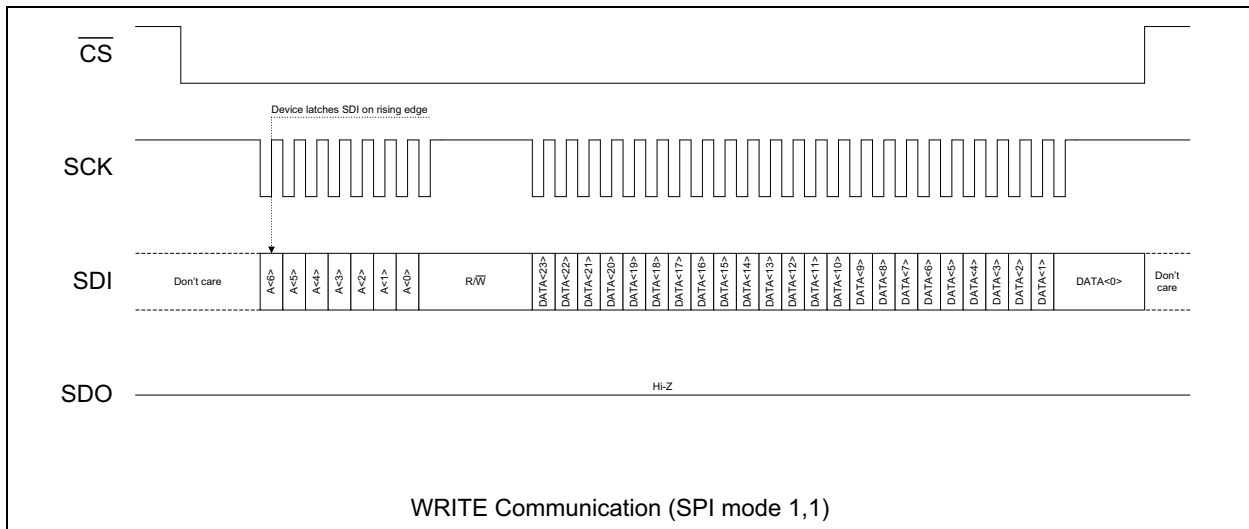 CS
Device latches SDI on rising edge
SCK
SDI
Don't care
A<6>
A<5>
A<4>
A<3>
A<2>
A<1>
A<0>
R/W
DATA<23>
DATA<22>
DATA<21>
DATA<20>
DATA<19>
DATA<18>
DATA<17>
DATA<16>
DATA<15>
DATA<14>
DATA<13>
DATA<12>
DATA<11>
DATA<10>
DATA<9>
DATA<8>
DATA<7>
DATA<6>
DATA<5>
DATA<4>
DATA<3>
DATA<2>
DATA<1>
DATA<0>
Don't
care
SDO
Hi-Z
WRITE Communication (SPI mode 1,1)